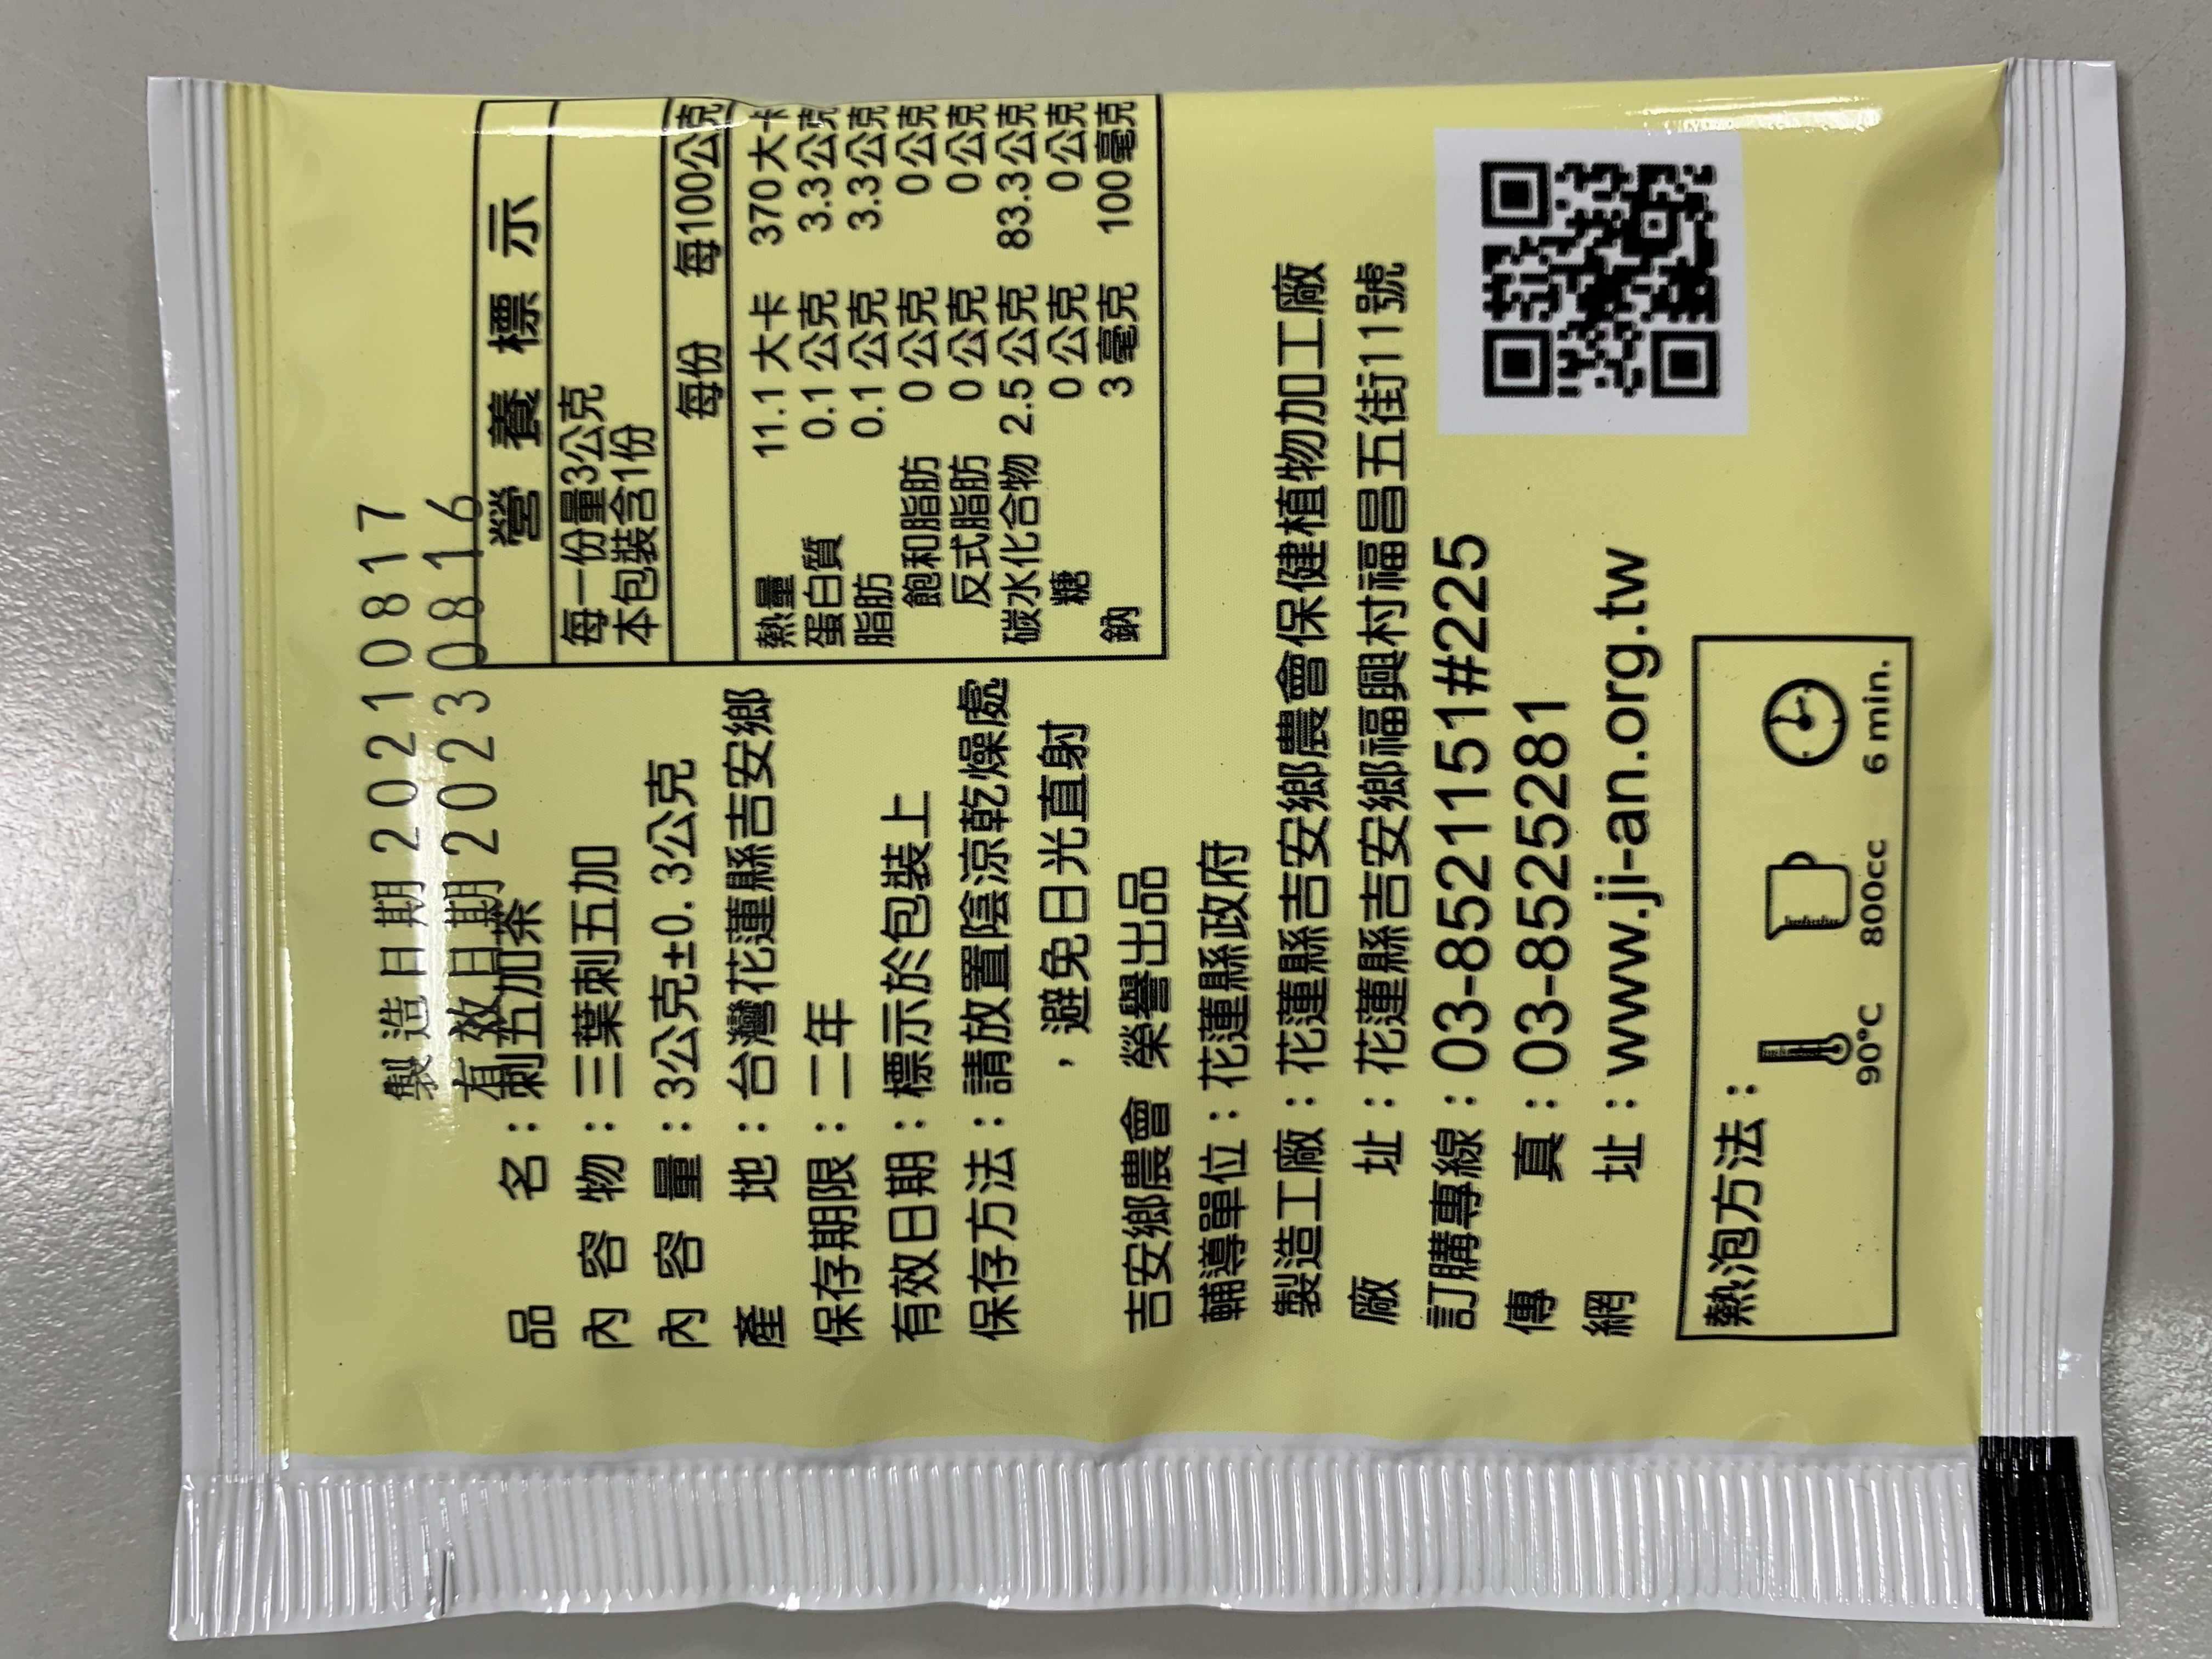 製造日期 20210817
有效日期 20230816
品名：刺五加茶
內容物：三葉刺五加
內容量：3公克±0.3公克
產地：台灣花蓮縣吉安鄉
保存期限：二年
有效日期：標示於包裝上
保存方法：請放置陰涼乾燥處
，避免日光直射
營養標示
每一份量3公克
本包裝含1份
每份 每100公克
熱量 11.1 大卡 370大卡
蛋白質 0.1 公克 3.3公克
脂肪 0.1 公克 3.3公克
飽和脂肪 0 公克 0公克
反式脂肪 0 公克 0公克
碳水化合物 2.5 公克 83.3公克
糖 0 公克 0公克
鈉 3 毫克 100毫克
吉安鄉農會 榮譽出品
輔導單位：花蓮縣政府
製造工廠：花蓮縣吉安鄉農會保健植物加工廠
廠址：花蓮縣吉安鄉福興村福昌五街11號
訂購專線：03-8521151#225
傳真：03-8525281
網址：www.ji-an.org.tw
熱泡方法：
90°C 800cc 6 min.